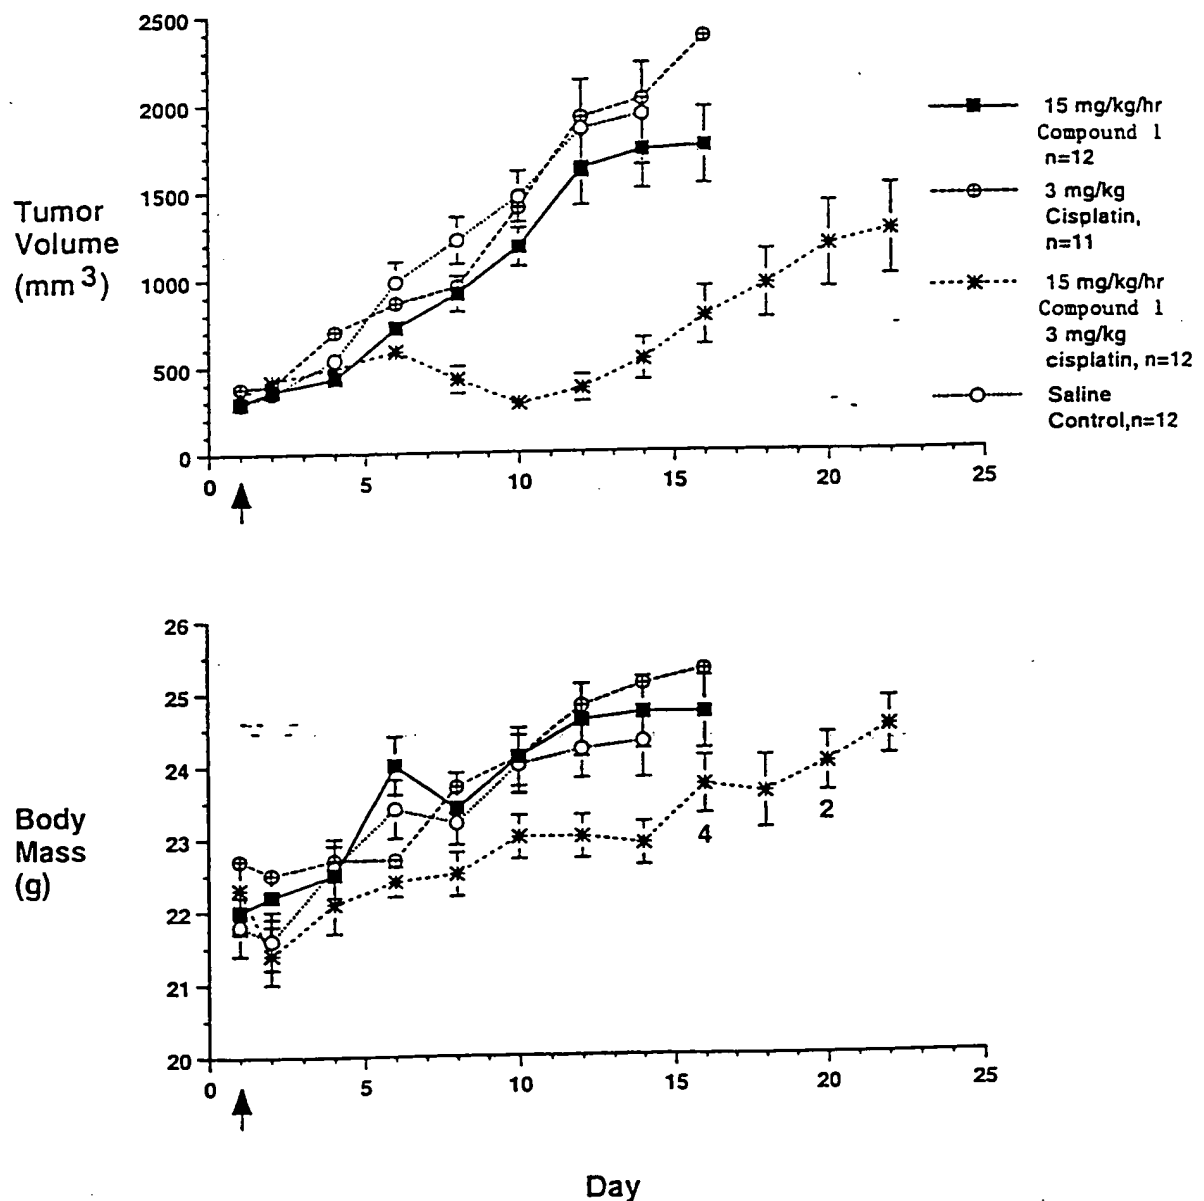 2500
2000
1500
1000
500
0
Tumor
Volume
(mm³)
0 5 10 15 20 25
15 mg/kg/hr
Compound 1
n=12
3 mg/kg
Cisplatin,
n=11
15 mg/kg/hr
Compound 1
3 mg/kg
cisplatin, n=12
Saline
Control,n=12
26
25
24
23
22
21
20
Body
Mass
(g)
4
2
0 5 10 15 20 25
Day